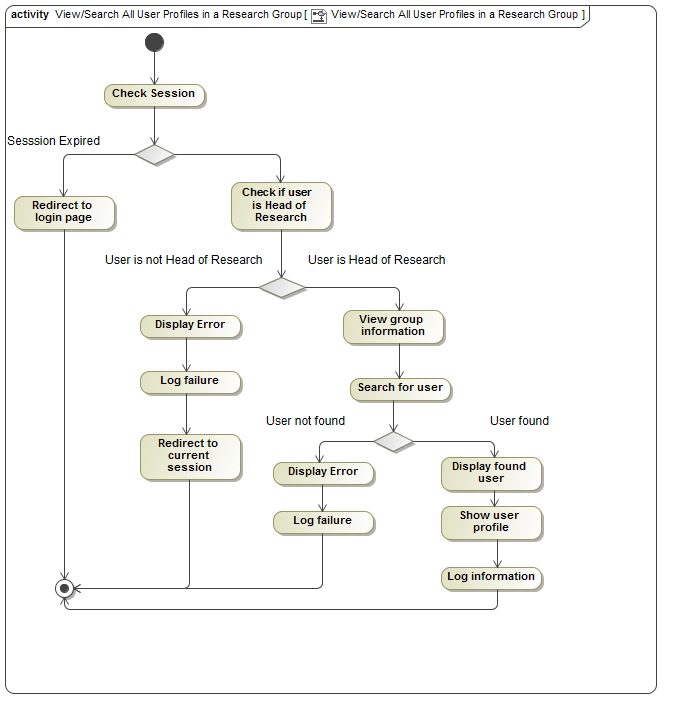 activity View/Search All User Profiles in a Research Group [ View/Search All User Profiles in a Research Group ]
Check Session
Sesssion Expired
Redirect to
login page
Check if user
is Head of
Research
User is not Head of Research
User is Head of Research
Display Error
View group
information
Log failure
Search for user
User not found
User found
Redirect to
current
session
Display Error
Display found
user
Log failure
Show user
profile
Log information